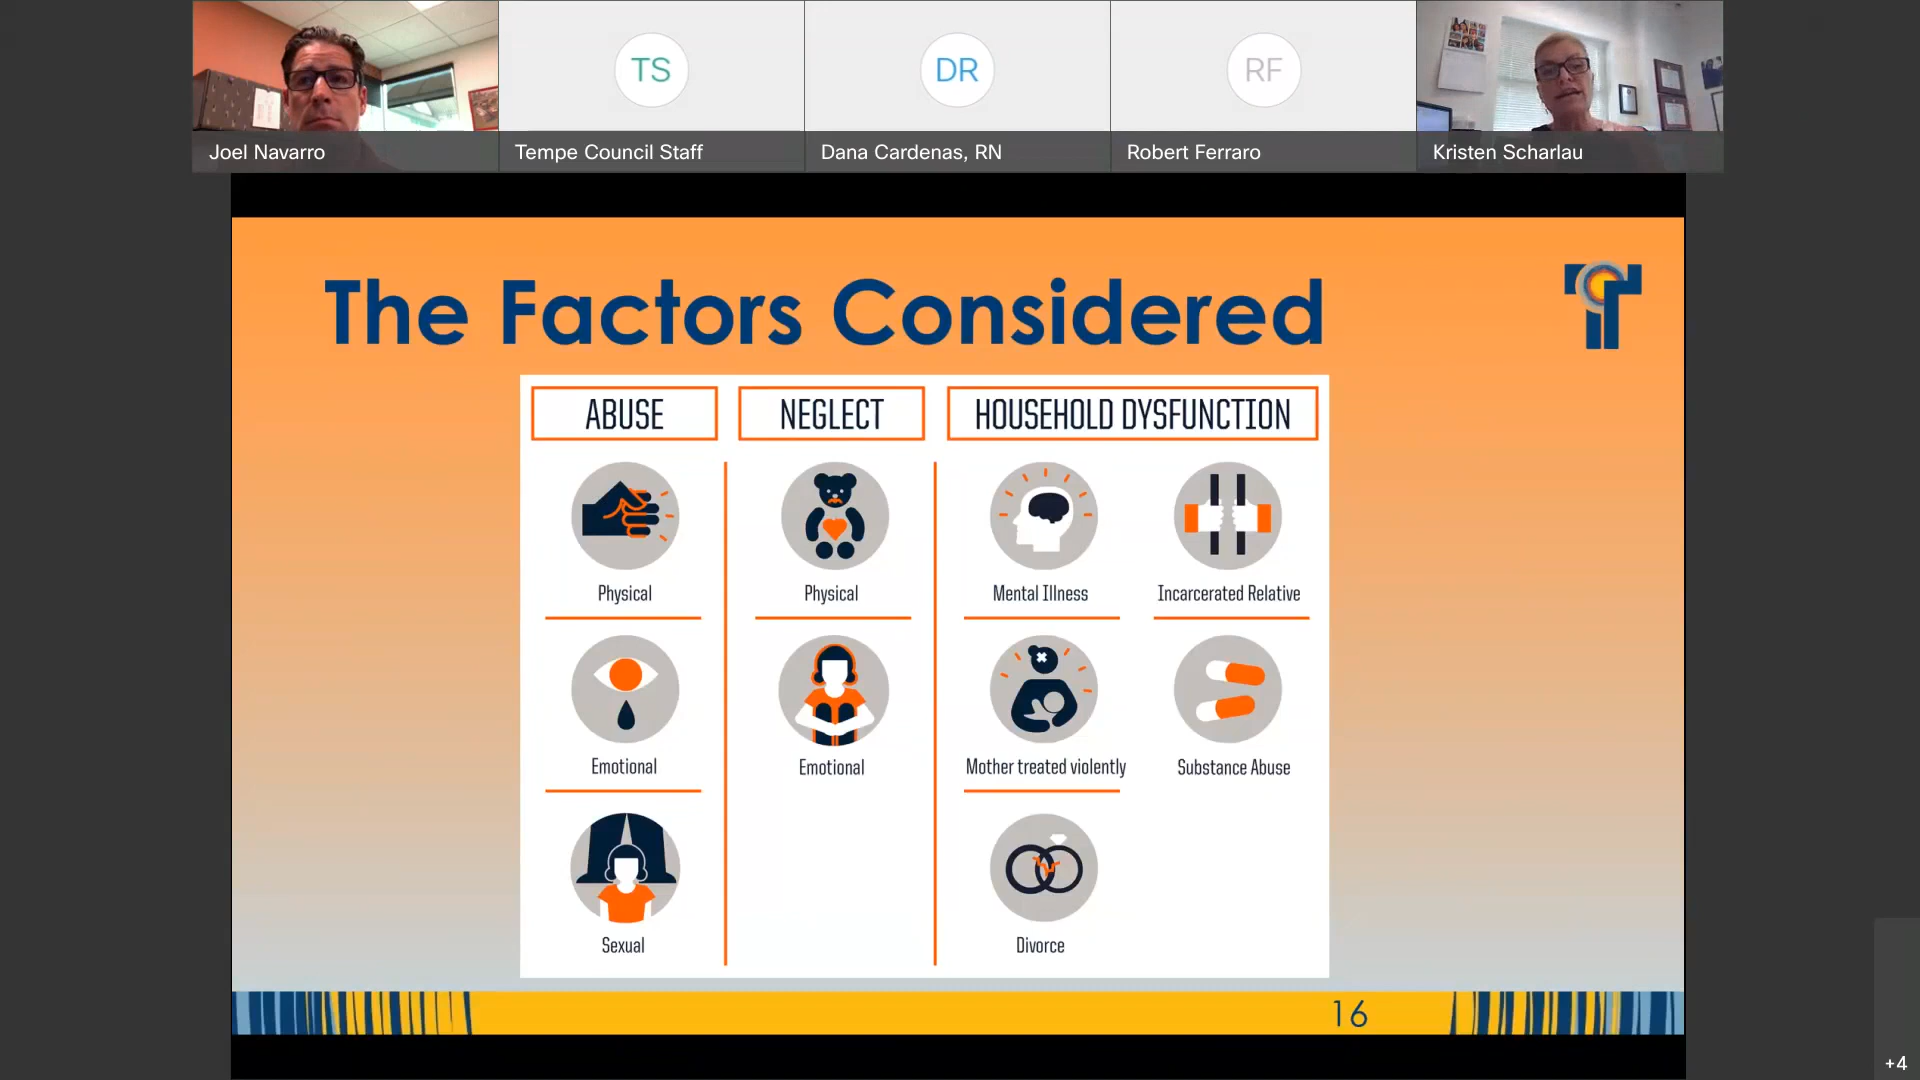 TS
DR
RF
Joel Navarro
Tempe Council Staff
Dana Cardenas, RN
Robert Ferraro
Kristen Scharlau
The Factors Considered
ABUSE
NEGLECT
HOUSEHOLD DYSFUNCTION
Physical
Physical
Mental Illness
Incarcerated Relative
Emotional
Emotional
Mother treated violently
Substance Abuse
Sexual
Divorce
16
+4